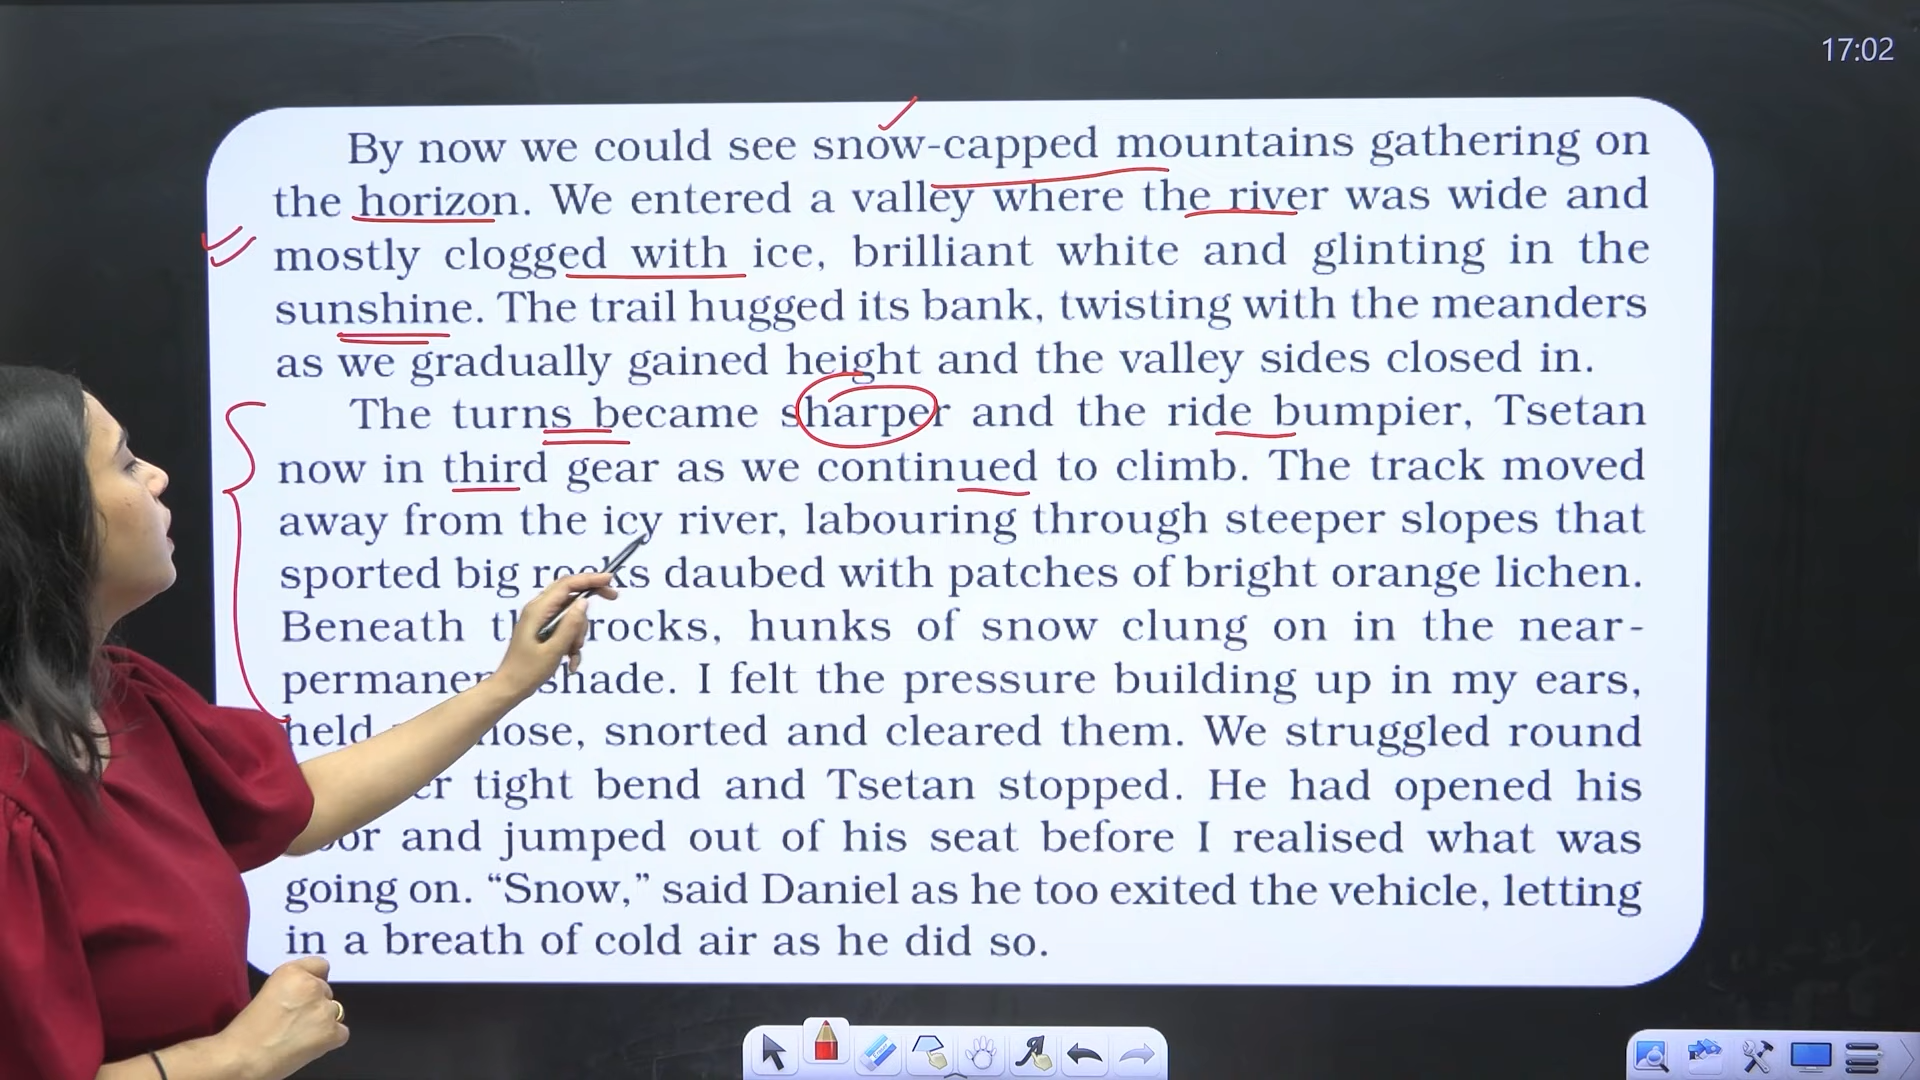 17:02
By now we could see snow-capped mountains gathering on
the horizon. We entered a valley where the river was wide and
mostly clogged with ice, brilliant white and glinting in the
sunshine. The trail hugged its bank, twisting with the meanders
as we gradually gained height and the valley sides closed in.
The turns became sharper and the ride bumpier, Tsetan
now in third gear as we continued to climb. The track moved
away from the icy river, labouring through steeper slopes that
sported big rocks daubed with patches of bright orange lichen.
Beneath rocks, hunks of snow clung on in the near-
permanent shade. I felt the pressure building up in my ears,
held nose, snorted and cleared them. We struggled round
tight bend and Tsetan stopped. He had opened his
and jumped out of his seat before I realised what was
going on. “Snow,” said Daniel as he too exited the vehicle, letting
in a breath of cold air as he did so.